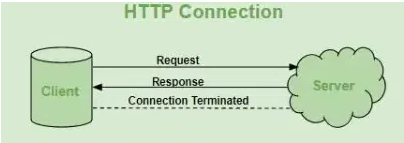 HTTP Connection
Request
Client
Response
Server
Connection Terminated